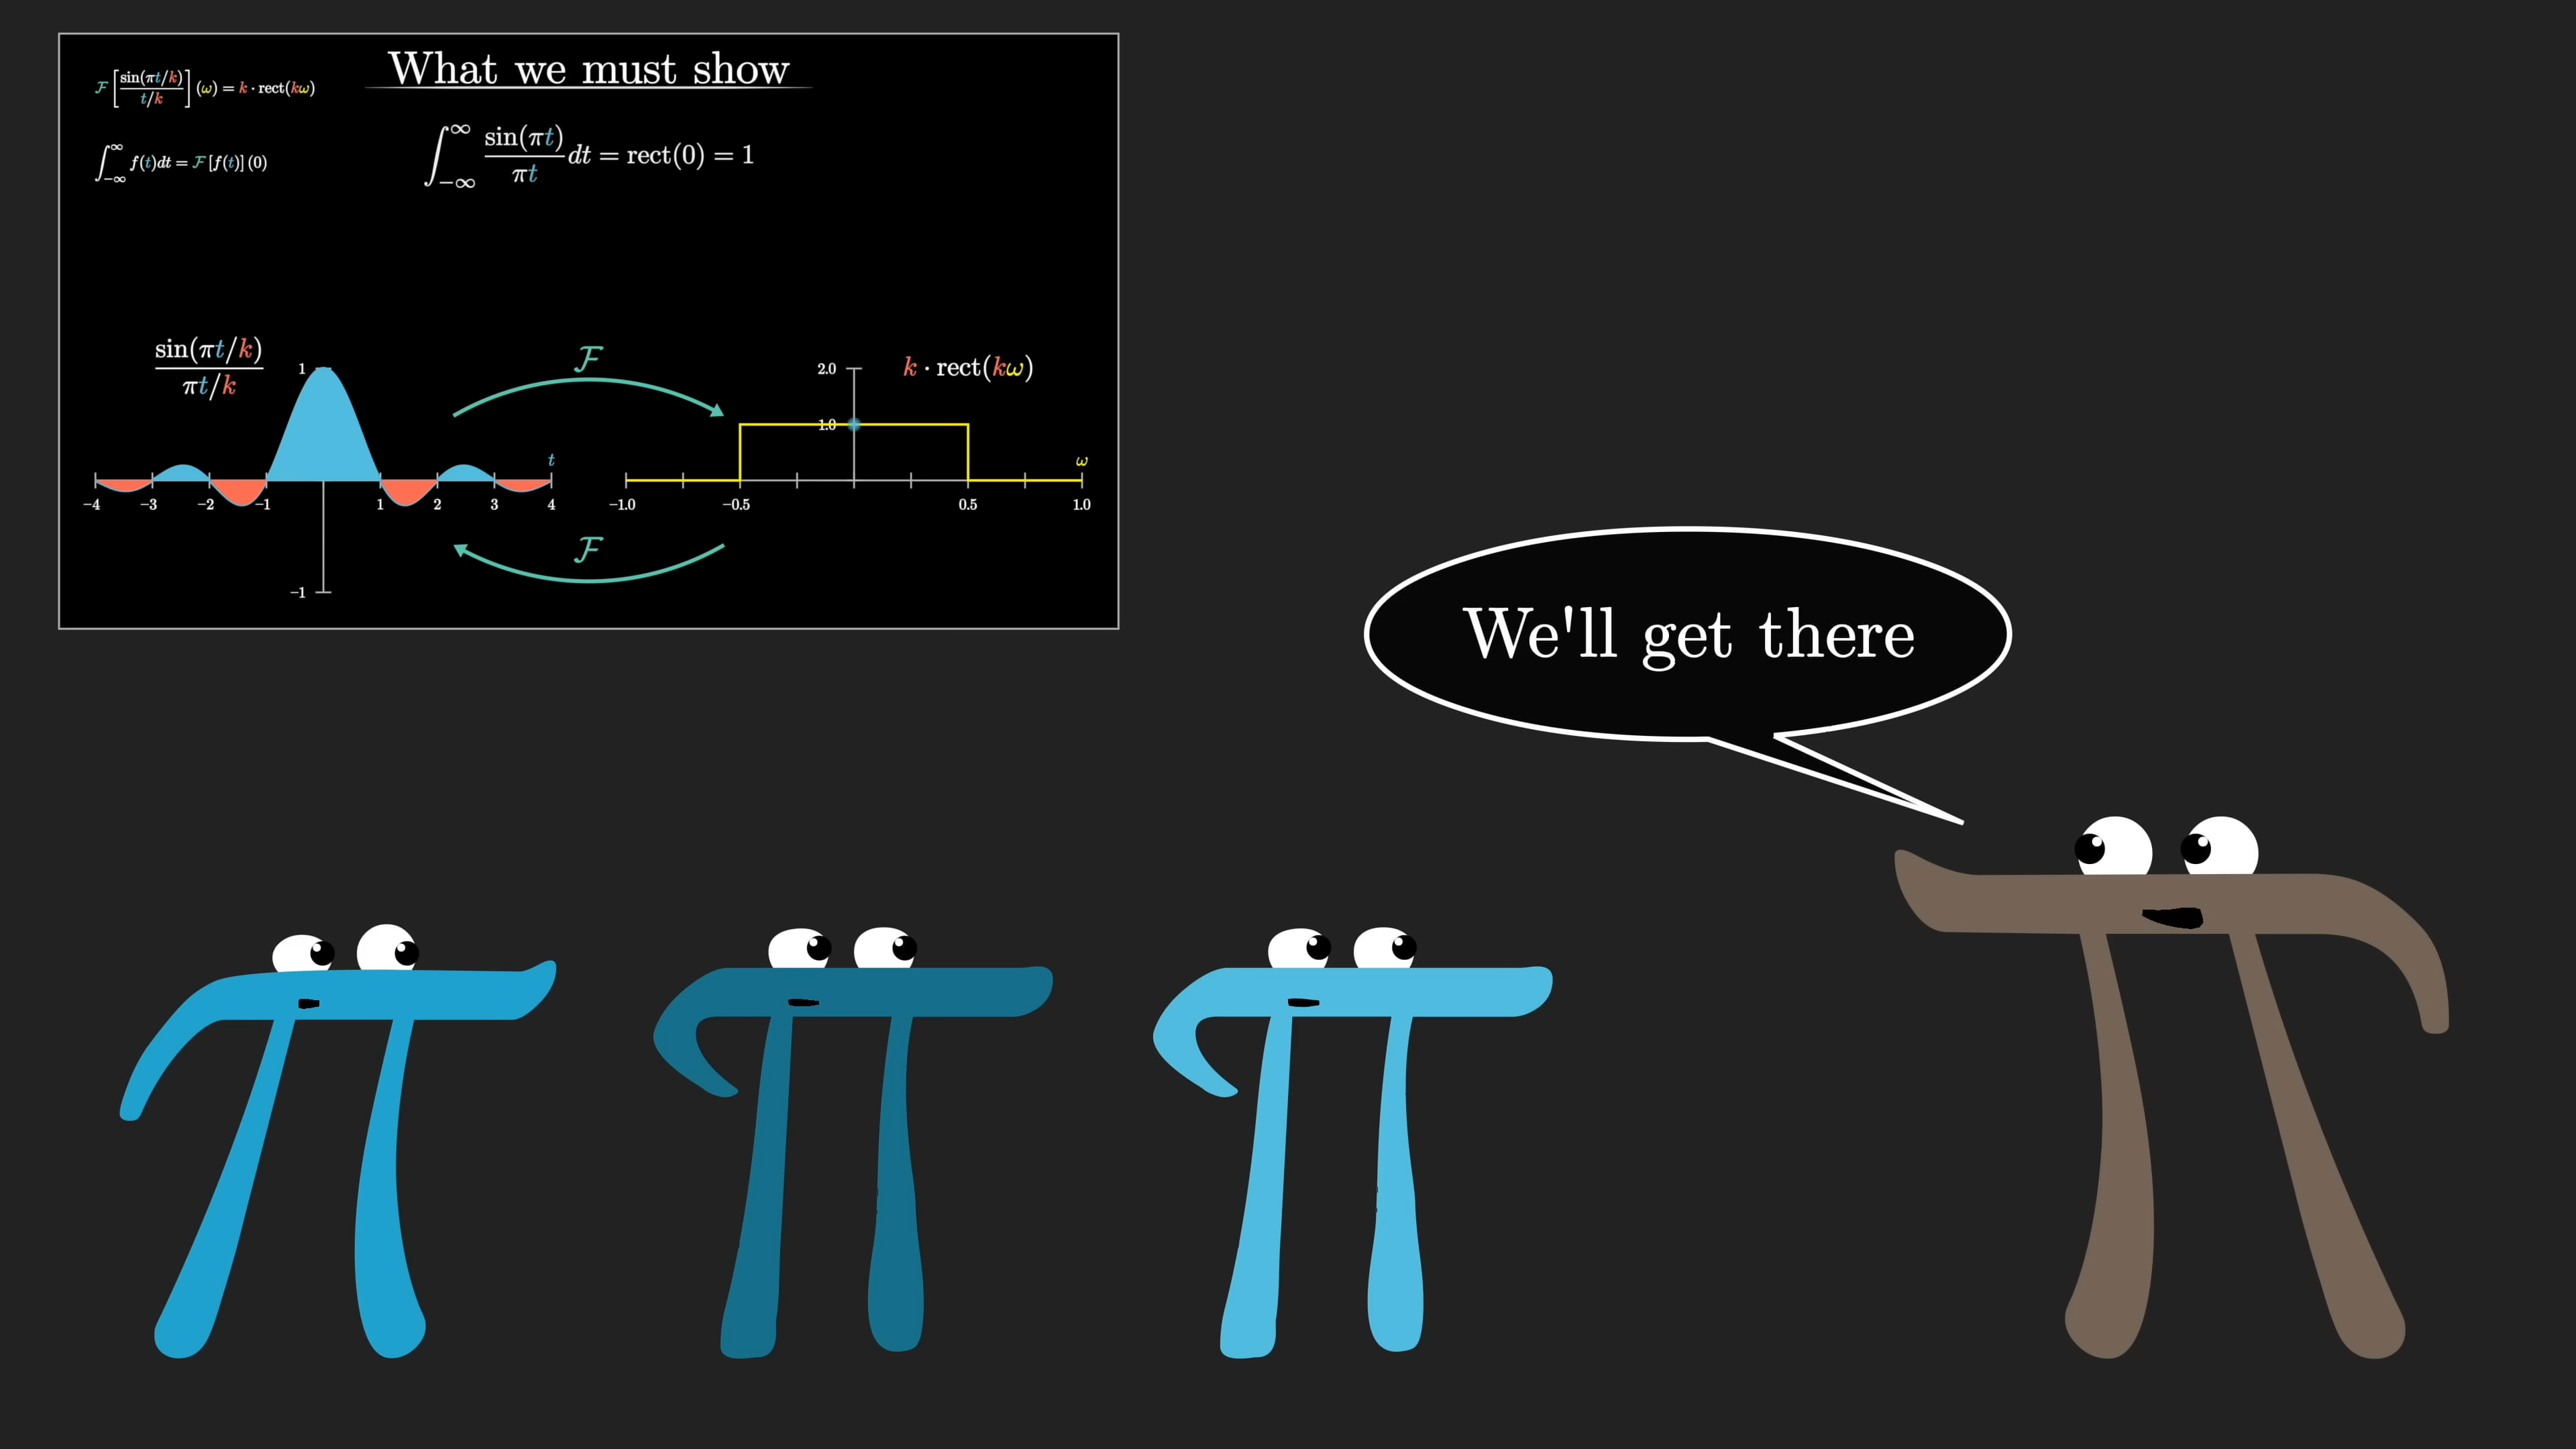 What we must show
ℱ[sin(πt/k) / t/k](ω) = k · rect(kω)
∫_{-∞}^{∞} f(t)dt = ℱ[f(t)](0)
∫_{-∞}^{∞} sin(πt)/πt dt = rect(0) = 1
sin(πt/k) / πt/k
1
-4 -3 -2 -1 1 2 3 4
t
-1
ℱ
ℱ
k · rect(kω)
2.0
1.0
ω
-1.0 -0.5 0.5 1.0
We'll get there